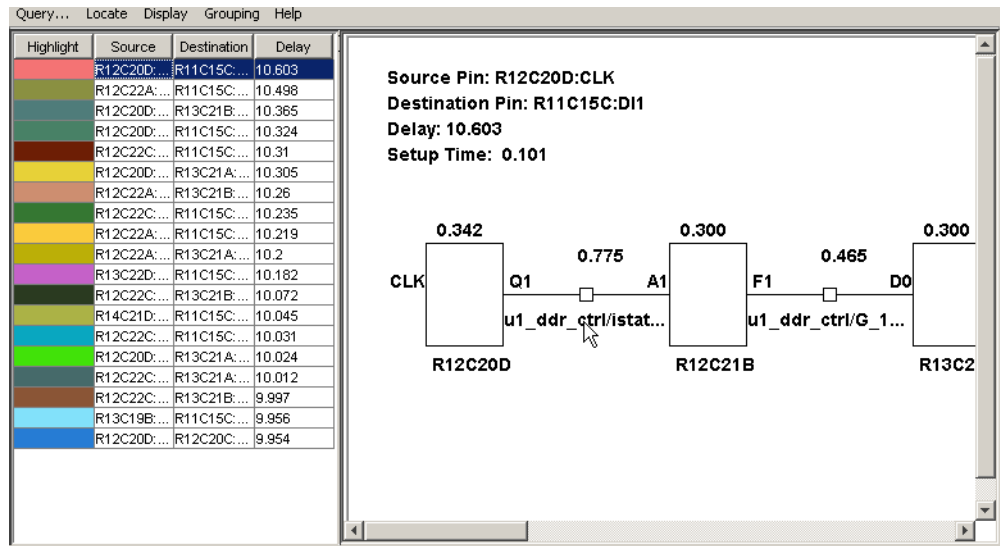 Query... Locate Display Grouping Help
Highlight Source Destination Delay
R12C20D:... R11C15C:... 10.603
R12C22A:... R11C15C:... 10.498
R12C20D:... R13C21B:... 10.365
R12C20D:... R11C15C:... 10.324
R12C22C:... R11C15C:... 10.31
R12C20D:... R13C21A:... 10.305
R12C22A:... R13C21B:... 10.26
R12C22C:... R11C15C:... 10.235
R12C22A:... R11C15C:... 10.219
R12C22A:... R13C21A:... 10.2
R13C22D:... R11C15C:... 10.182
R12C22C:... R13C21B:... 10.072
R14C21D:... R11C15C:... 10.045
R12C22C:... R11C15C:... 10.031
R12C20D:... R13C21A:... 10.024
R12C22C:... R13C21A:... 10.012
R12C22C:... R13C21B:... 9.997
R13C19B:... R11C15C:... 9.956
R12C20D:... R12C20C:... 9.954
Source Pin: R12C20D:CLK
Destination Pin: R11C15C:DI1
Delay: 10.603
Setup Time: 0.101
0.342 0.300 0.300
0.775 0.465
CLK Q1 A1 F1 D0
u1_ddr_ctrl/istat... u1_ddr_ctrl/G_1...
R12C20D R12C21B R13C2